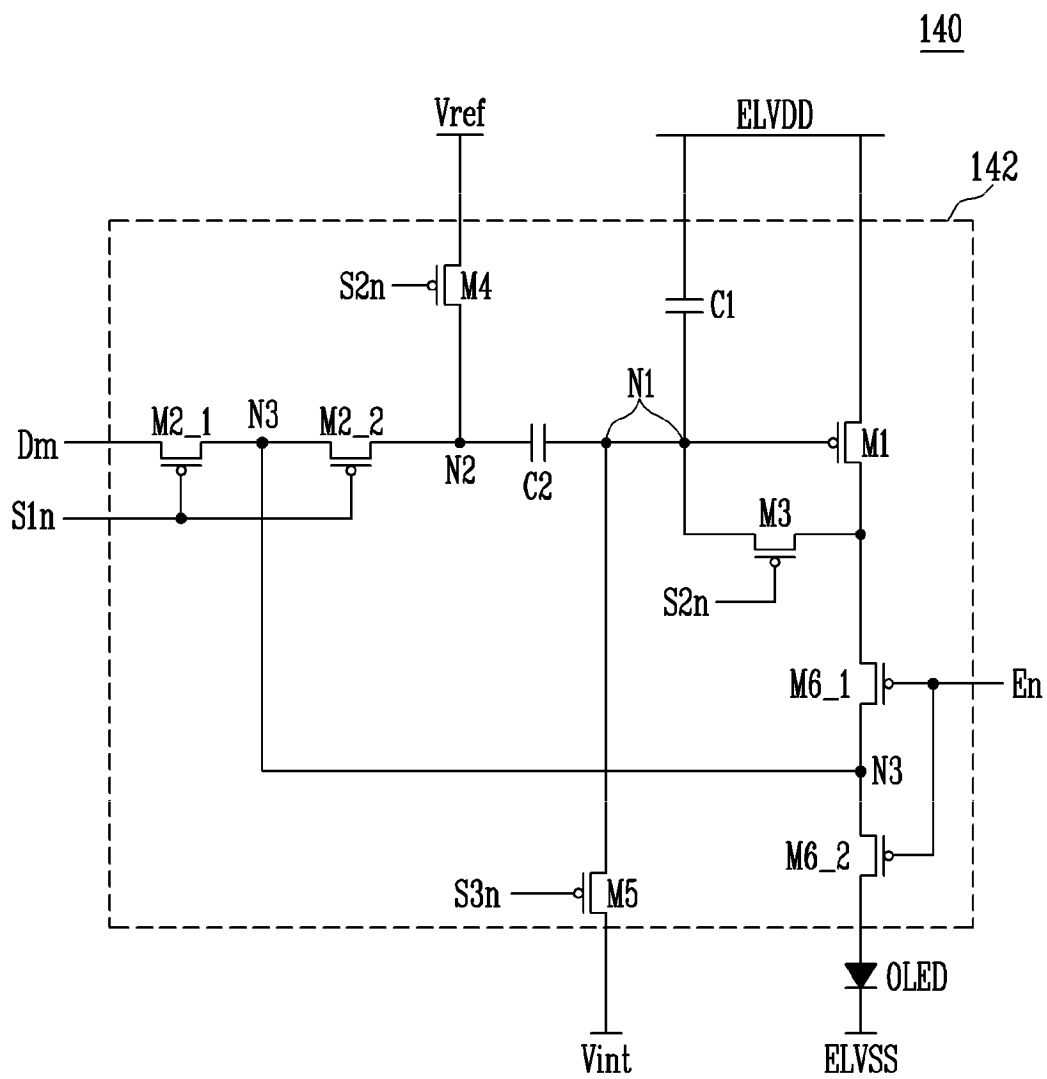 140
Vref
ELVDD
142
S2n
M4
C1
N1
M2_1
N3
M2_2
Dm
N2
C2
M1
S1n
M3
S2n
M6_1
En
N3
M6_2
S3n
M5
OLED
Vint
ELVSS